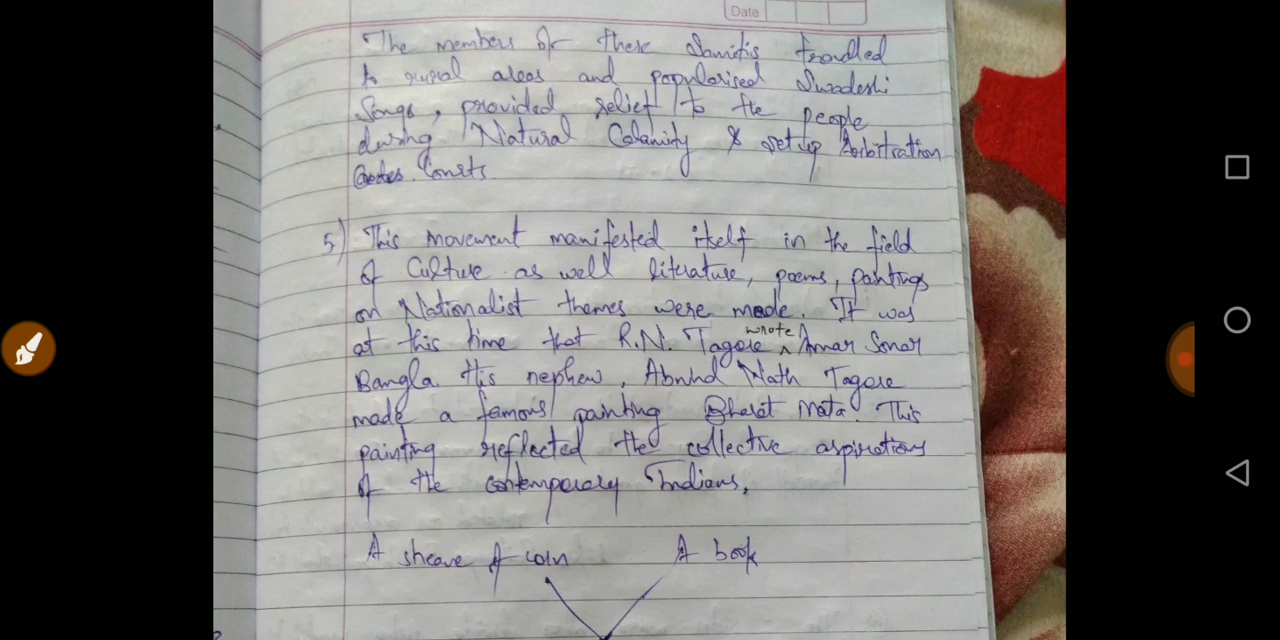 Date
The members of these Samitis travelled
to rural areas and popularised Swadeshi
Songs, provided relief to the people
during Natural Calamity & set up Arbitration
Courts.
5) This movement manifested itself in the field
of Culture as well literature, poems, paintings
on Nationalist themes were made. It was
at this time that R.N. Tagore wrote Amar Sonar
Bangla. His nephew, Abnind Nath Tagore
made a famous painting Bharat Mata. This
painting reflected the collective aspirations
of the contemporary Indians.
A sheave of corn A book